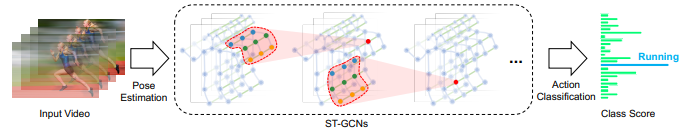 Input Video
Pose
Estimation
...
ST-GCNs
Action
Classification
Running
Class Score